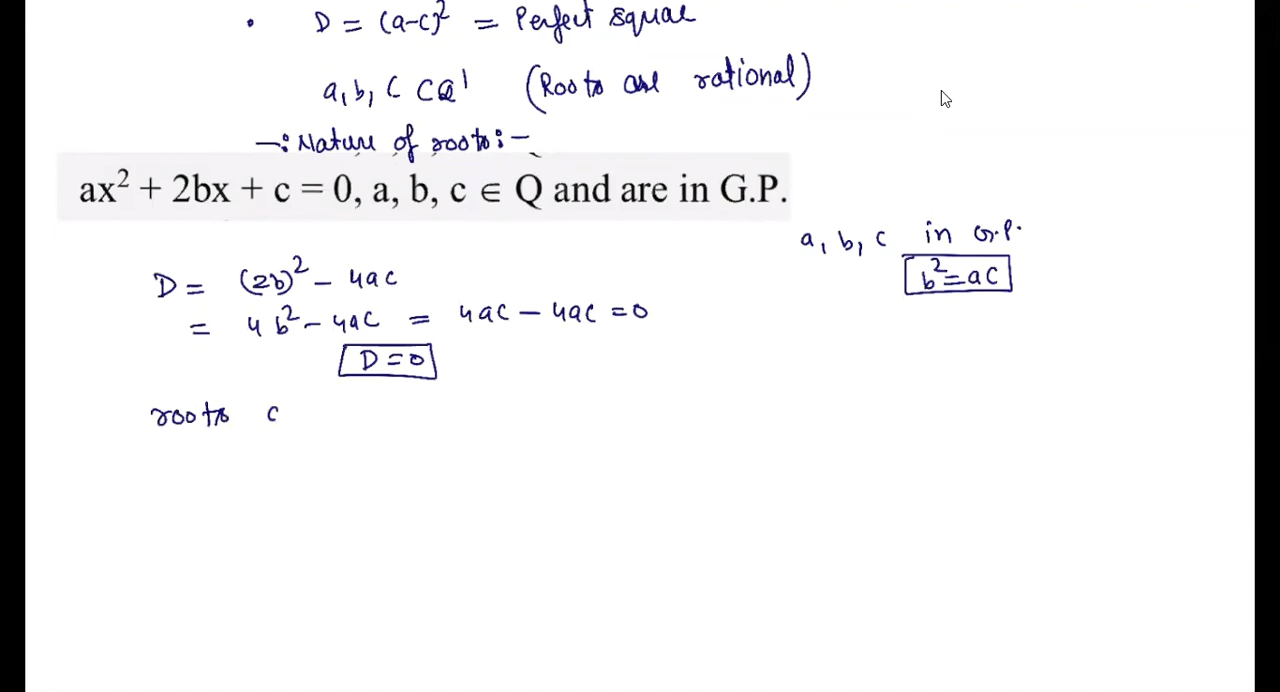 • D = (a-c)² = Perfect square
a, b, c ⊂ Q' (Roots are rational)
—: Nature of roots :—
ax² + 2bx + c = 0, a, b, c ∈ Q and are in G.P.
a, b, c in G.P.
b² = ac
D = (2b)² - 4ac
= 4b² - 4ac = 4ac - 4ac = 0
D = 0
roots c